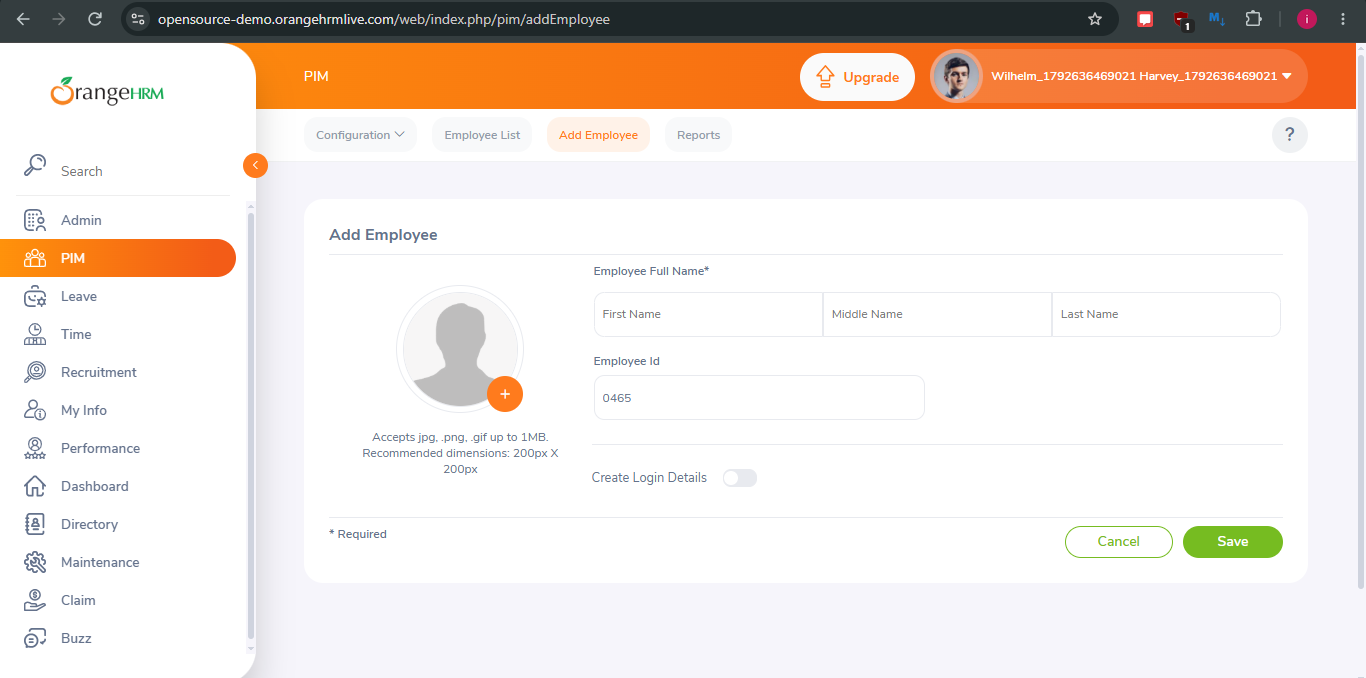 opensource-demo.orangehrmlive.com/web/index.php/pim/addEmployee
1
M
i
OrangeHRM
PIM
Upgrade
Wilhelm_1792636469021 Harvey_1792636469021
Configuration
Employee List
Add Employee
Reports
?
Search
Admin
PIM
Leave
Time
Recruitment
My Info
Performance
Dashboard
Directory
Maintenance
Claim
Buzz
Add Employee
Employee Full Name*
First Name
Middle Name
Last Name
Employee Id
0465
Accepts jpg, .png, .gif up to 1MB.
Recommended dimensions: 200px X
200px
Create Login Details
* Required
Cancel
Save